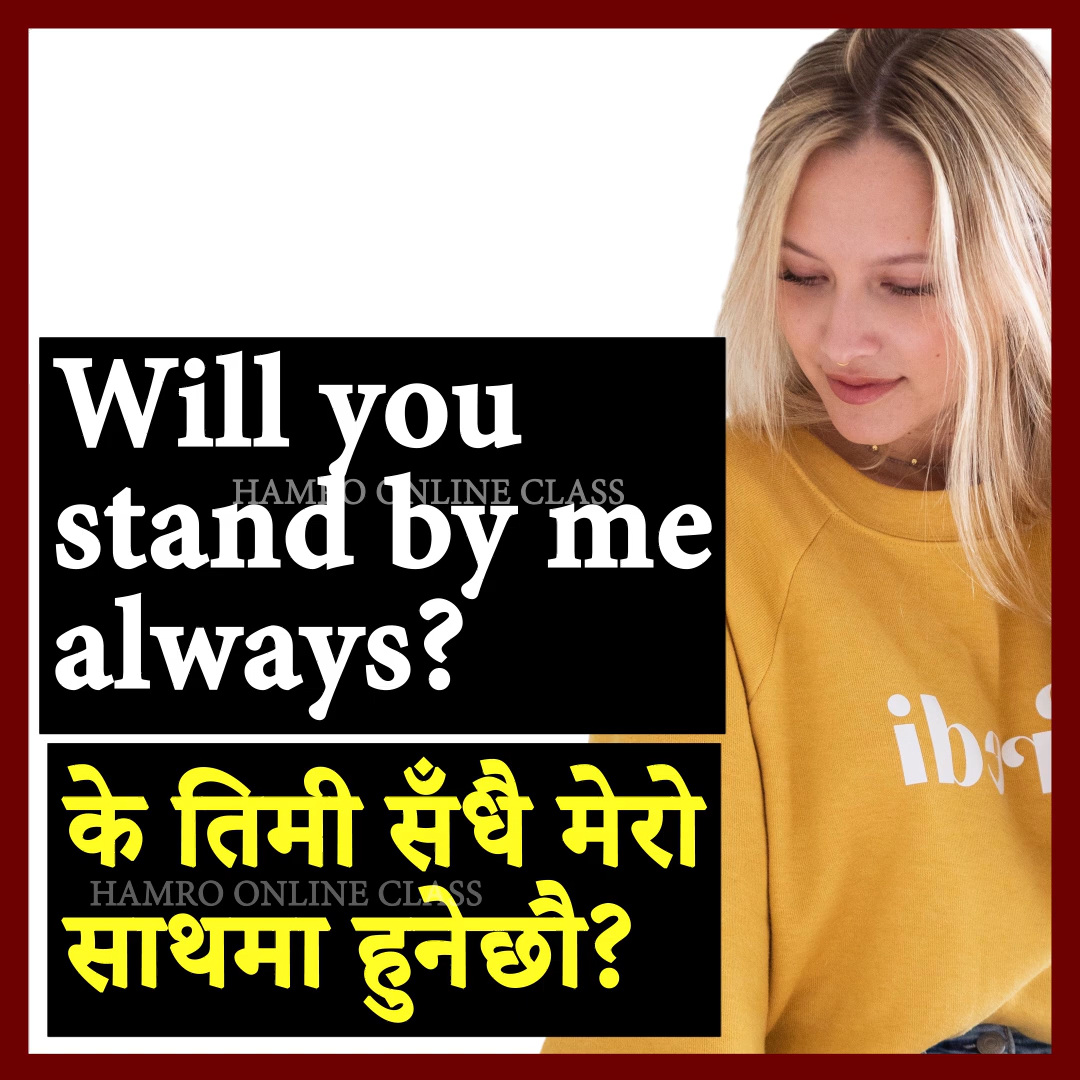 Will you
HAMRO ONLINE CLASS
stand by me
always?
के तिमी सँधै मेरो
HAMRO ONLINE CLASS
साथमा हुनेछौ?